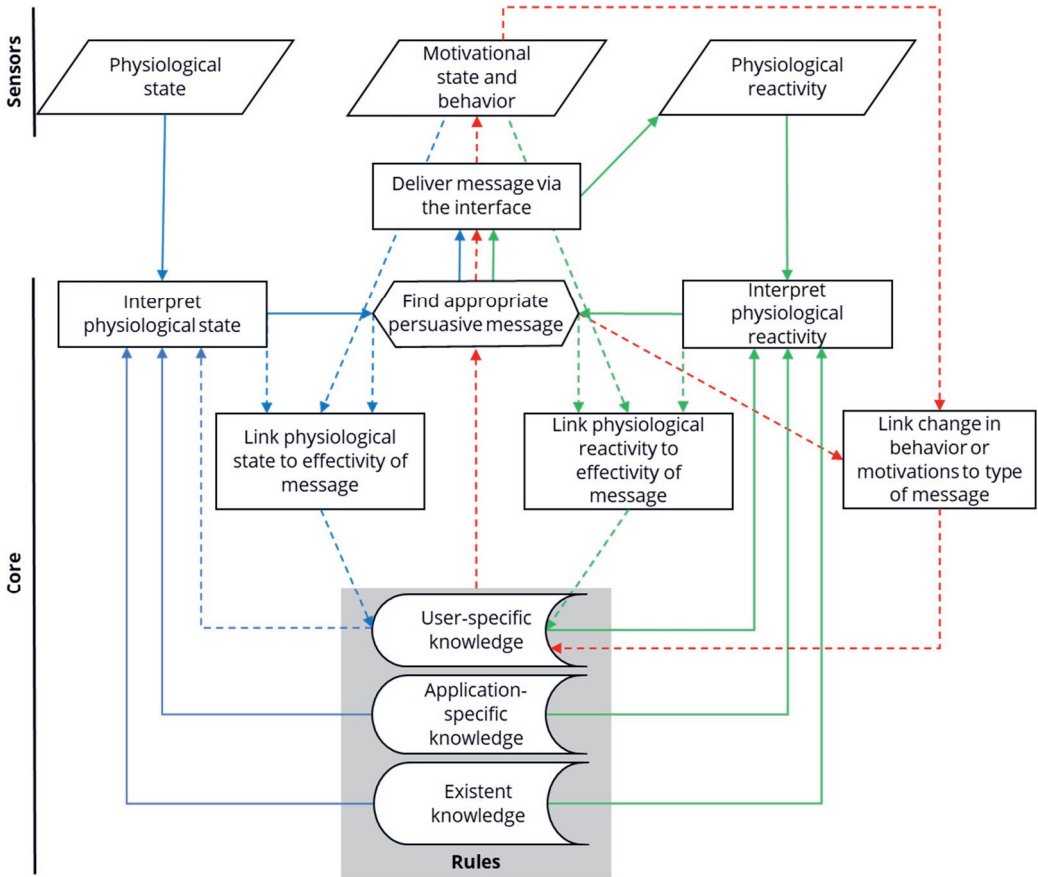 Sensors
Physiological
state
Motivational
state and
behavior
Physiological
reactivity
Deliver message via
the interface
Core
Interpret
physiological state
Find appropriate
persuasive message
Interpret
physiological
reactivity
Link physiological
state to effectivity of
message
Link physiological
reactivity to
effectivity of
message
Link change in
behavior or
motivations to type
of message
User-specific
knowledge
Application-
specific
knowledge
Existent
knowledge
Rules